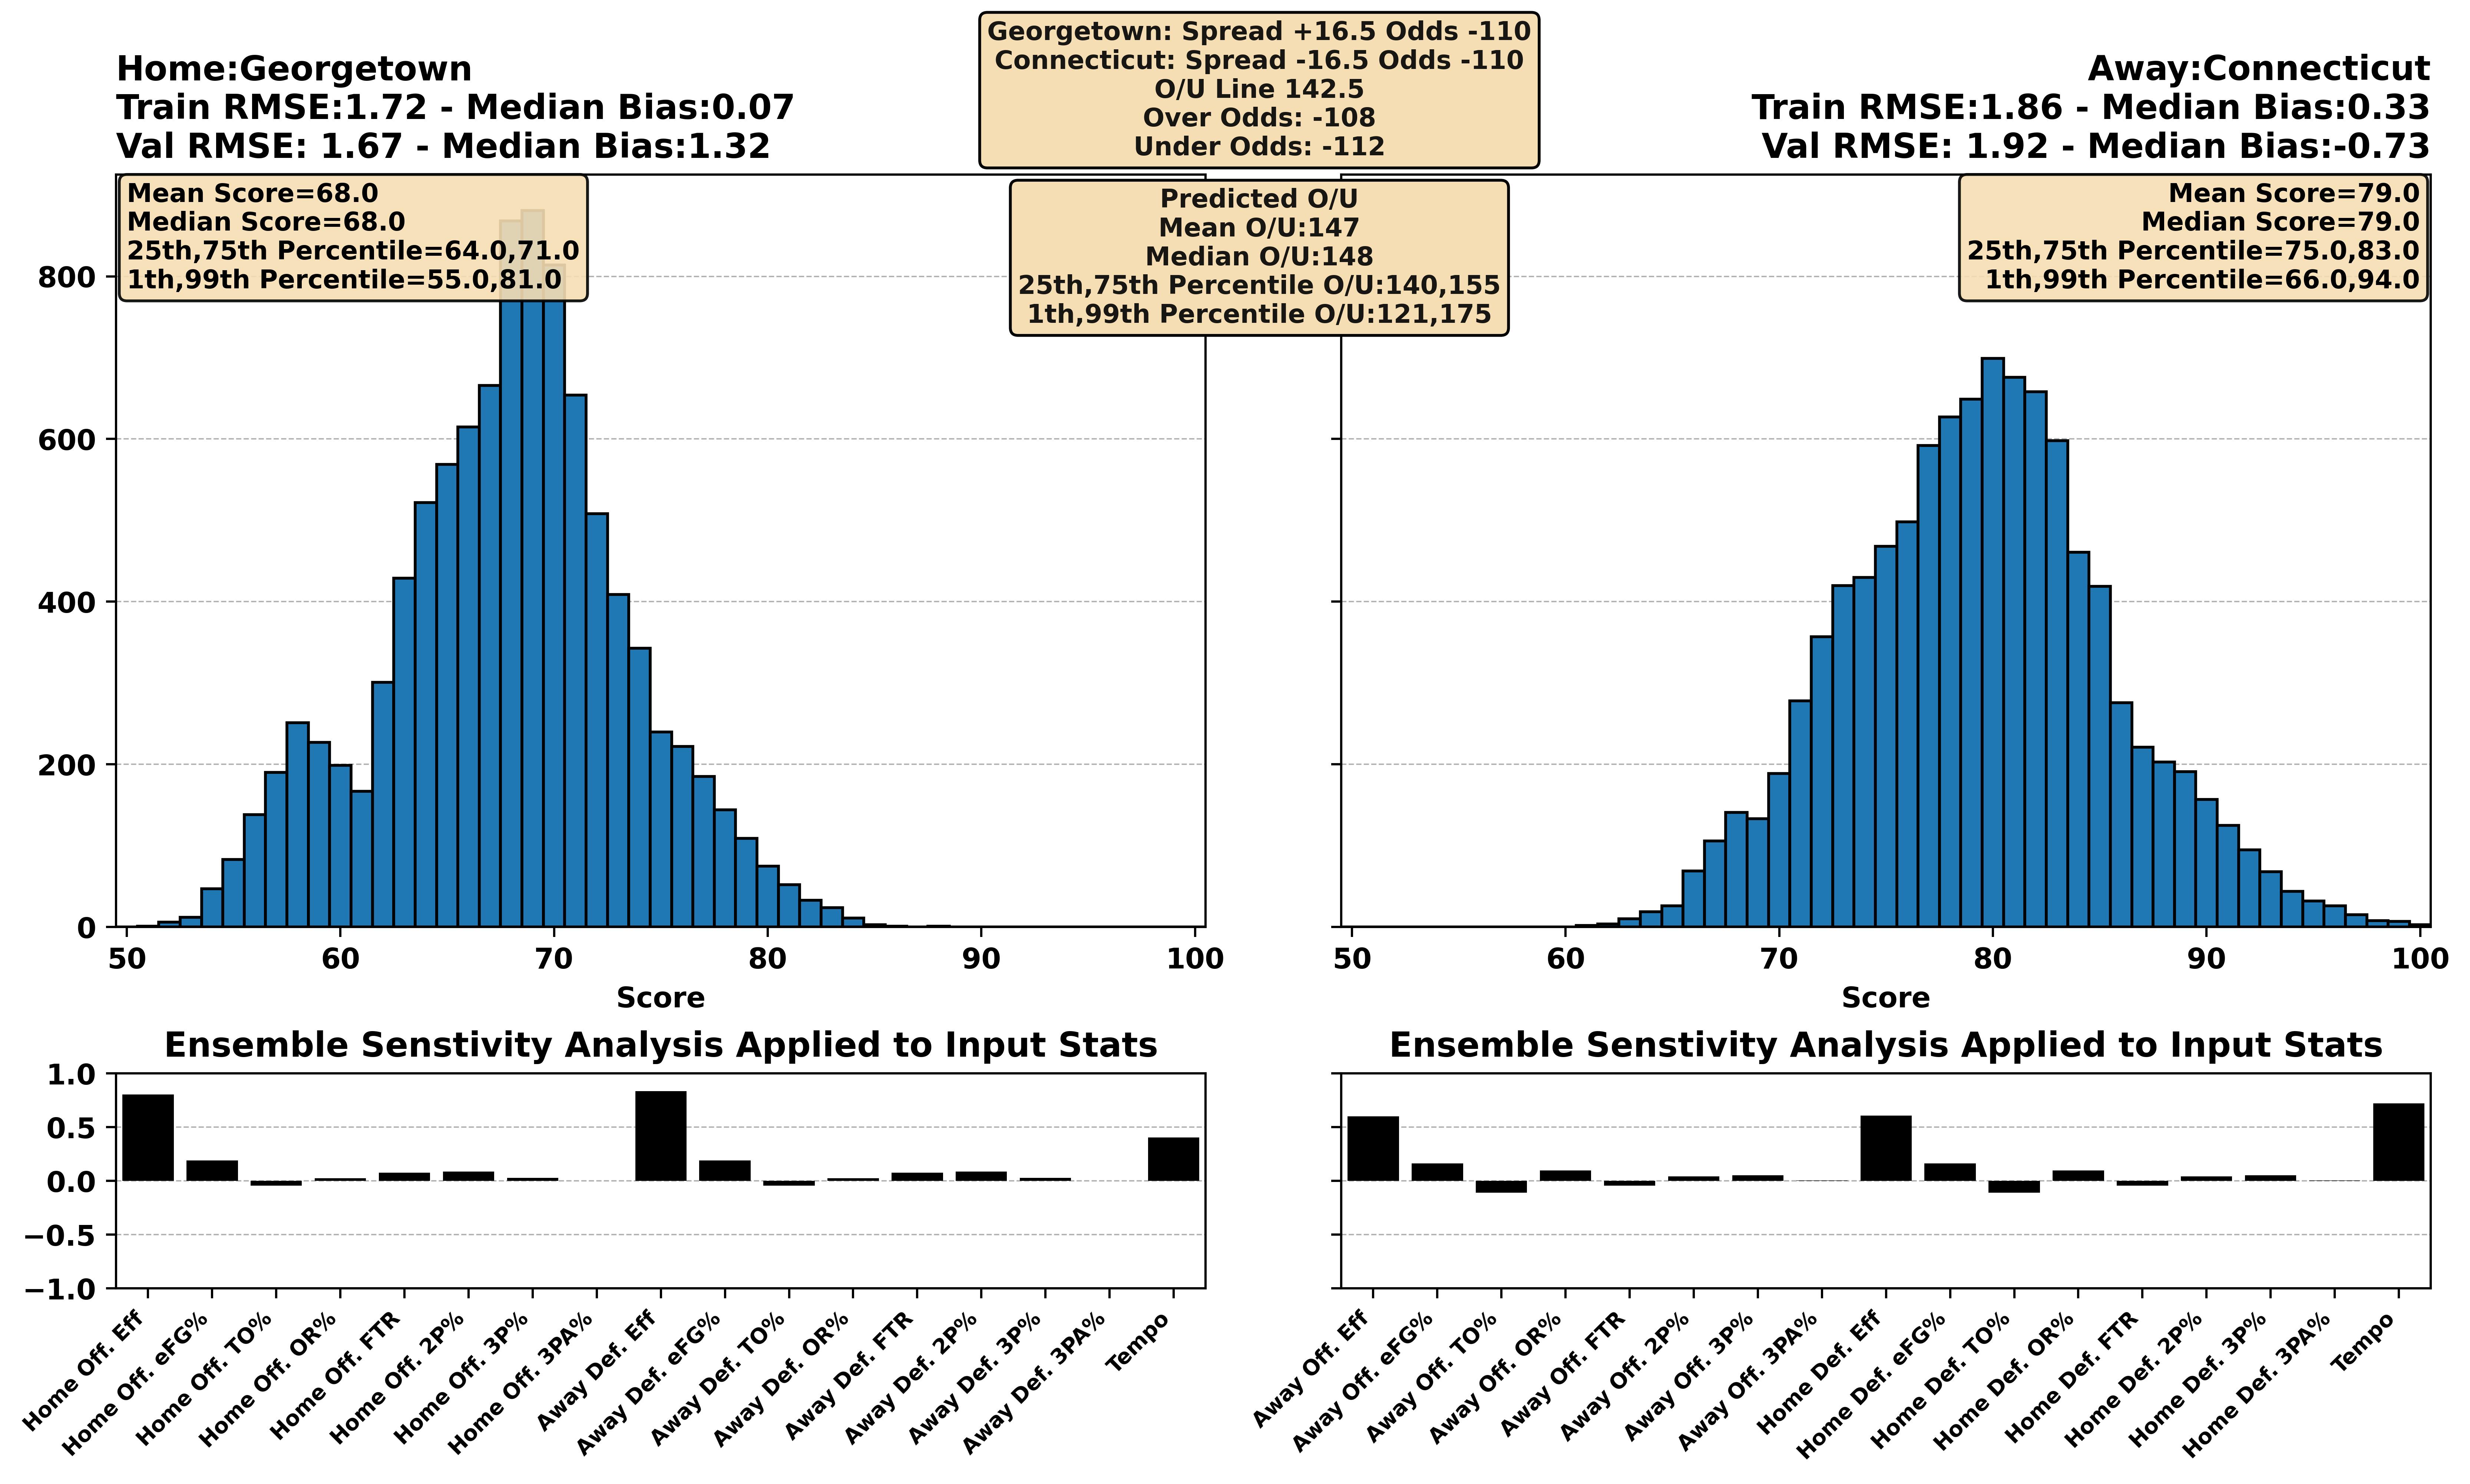 Georgetown: Spread +16.5 Odds -110
Connecticut: Spread -16.5 Odds -110
O/U Line 142.5
Over Odds: -108
Under Odds: -112
Home:Georgetown
Train RMSE:1.72 - Median Bias:0.07
Val RMSE: 1.67 - Median Bias:1.32
Away:Connecticut
Train RMSE:1.86 - Median Bias:0.33
Val RMSE: 1.92 - Median Bias:-0.73
Mean Score=68.0
Median Score=68.0
25th,75th Percentile=64.0,71.0
1th,99th Percentile=55.0,81.0
Predicted O/U
Mean O/U:147
Median O/U:148
25th,75th Percentile O/U:140,155
1th,99th Percentile O/U:121,175
Mean Score=79.0
Median Score=79.0
25th,75th Percentile=75.0,83.0
1th,99th Percentile=66.0,94.0
800
600
400
200
0
50 60 70 80 90 100
Score
50 60 70 80 90 100
Score
Ensemble Senstivity Analysis Applied to Input Stats
1.0
0.5
0.0
−0.5
−1.0
Home Off. Eff
Home Off. eFG%
Home Off. TO%
Home Off. OR%
Home Off. FTR
Home Off. 2P%
Home Off. 3P%
Home Off. 3PA%
Away Def. Eff
Away Def. eFG%
Away Def. TO%
Away Def. OR%
Away Def. FTR
Away Def. 2P%
Away Def. 3P%
Away Def. 3PA%
Tempo
Ensemble Senstivity Analysis Applied to Input Stats
Away Off. Eff
Away Off. eFG%
Away Off. TO%
Away Off. OR%
Away Off. FTR
Away Off. 2P%
Away Off. 3P%
Away Off. 3PA%
Home Def. Eff
Home Def. eFG%
Home Def. TO%
Home Def. OR%
Home Def. FTR
Home Def. 2P%
Home Def. 3P%
Home Def. 3PA%
Tempo